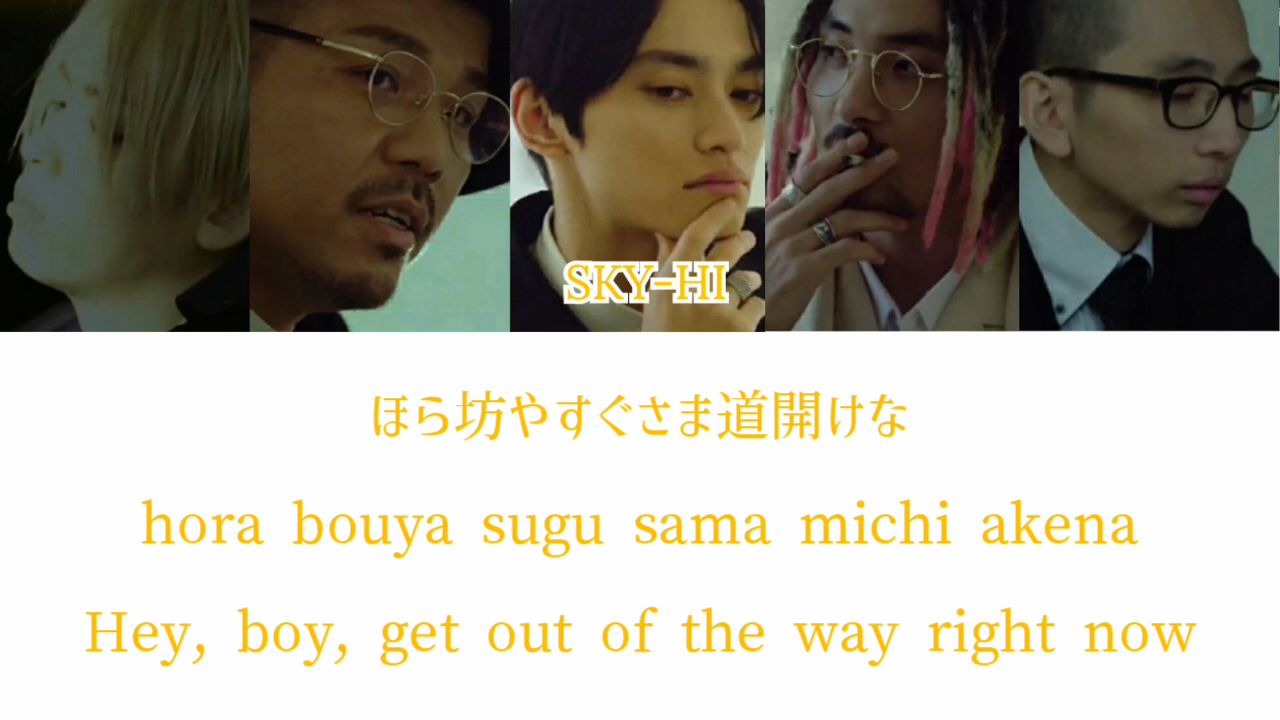 SKY-HI
ほら坊やすぐさま道開けな
hora bouya sugu sama michi akena
Hey, boy, get out of the way right now